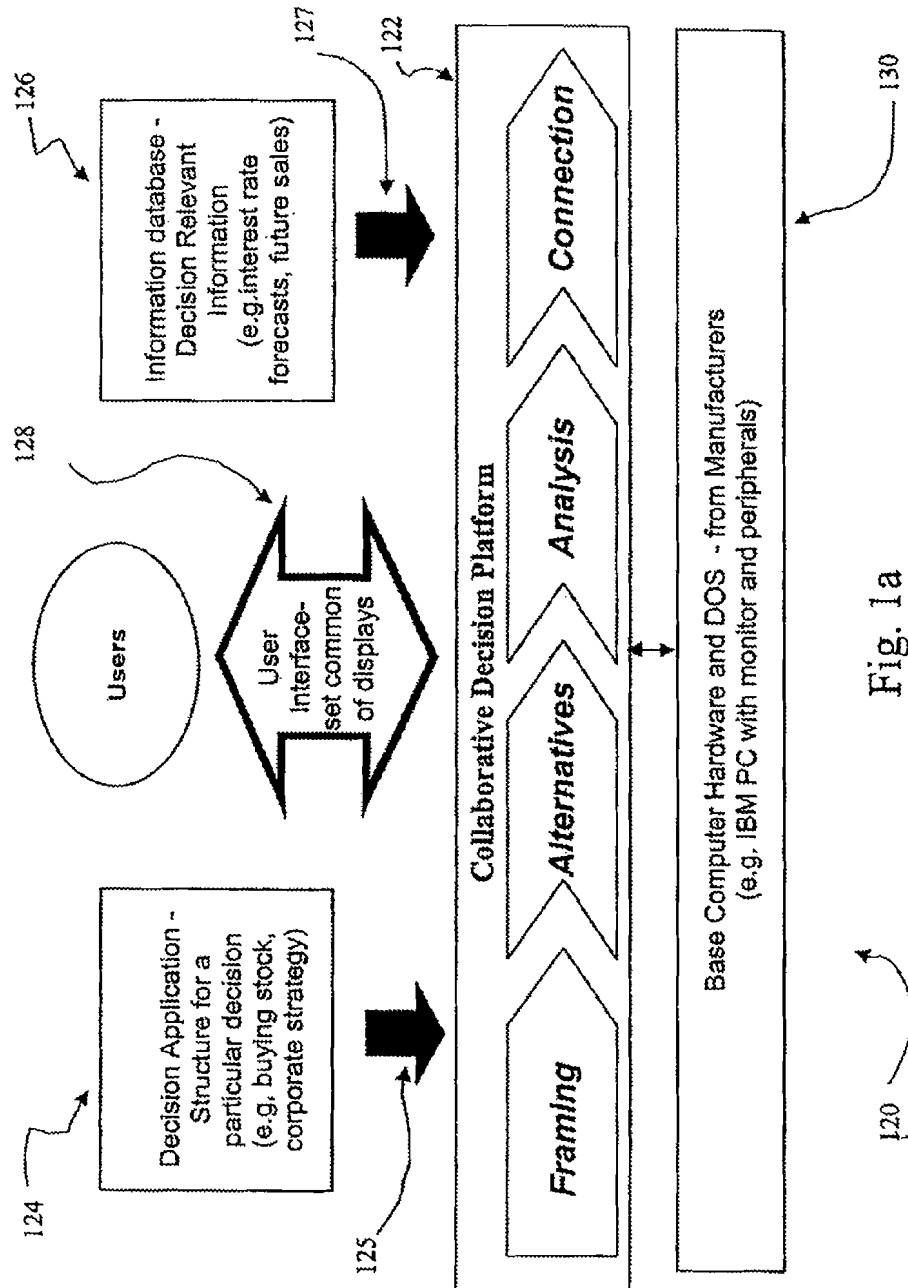 Users
124
Decision Application -
Structure for a
particular decision
(e.g, buying stock,
corporate strategy)
125
128
User
Interface-
set common
of displays
126
Information database -
Decision Relevant
Information
(e.g.interest rate
forecasts, future sales)
127
122
Collaborative Decision Platform
Framing
Alternatives
Analysis
Connection
Base Computer Hardware and DOS - from Manufacturers
(e.g, IBM PC with monitor and peripherals)
130
120
Fig. 1a